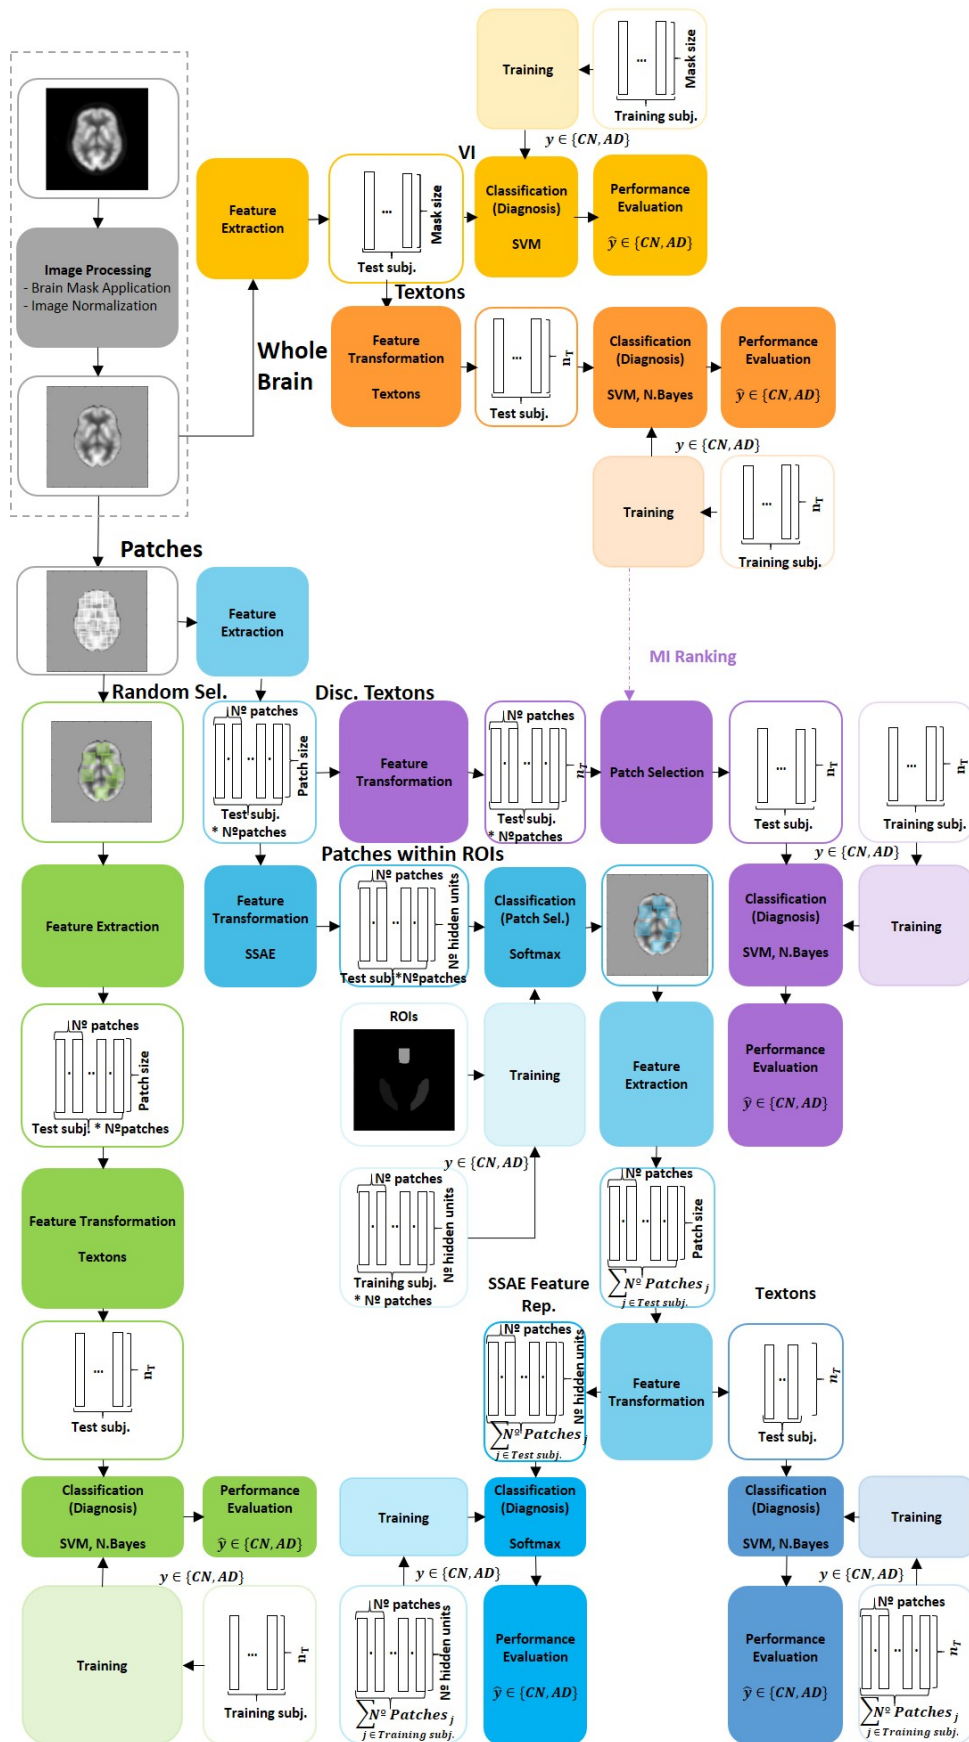 Training
...
Mask size
Training subj.
y ∈ {CN, AD}
VI
Feature
Extraction
...
Mask size
Test subj.
Classification
(Diagnosis)
SVM
Performance
Evaluation
ŷ ∈ {CN, AD}
Image Processing
- Brain Mask Application
- Image Normalization
Textons
Whole
Brain
Feature
Transformation
Textons
...
n_T
Test subj.
Classification
(Diagnosis)
SVM, N.Bayes
Performance
Evaluation
ŷ ∈ {CN, AD}
y ∈ {CN, AD}
Training
...
n_T
Training subj.
Patches
Feature
Extraction
MI Ranking
Random Sel.
Disc. Textons
Nº patches
Patch size
Test subj.
* Nºpatches
Feature
Transformation
Nº patches
n_T
Test subj.
* Nºpatches
Patch Selection
...
n_T
Test subj.
...
n_T
Training subj.
y ∈ {CN, AD}
Patches within ROIs
Feature Extraction
Feature
Transformation
SSAE
Nº patches
Nº hidden units
Test subj*Nºpatches
Classification
(Patch Sel.)
Softmax
Classification
(Diagnosis)
SVM, N.Bayes
Training
ROIs
Training
Feature
Extraction
Performance
Evaluation
ŷ ∈ {CN, AD}
Nº patches
Patch size
Test subj. * Nºpatches
y ∈ {CN, AD}
Nº patches
Nº hidden units
Training subj.
* Nº patches
Nº patches
Patch size
∑ Nº Patches_j
j ∈ Test subj.
Feature Transformation
Textons
SSAE Feature
Rep.
Textons
...
n_T
Test subj.
Nº patches
Nº hidden units
∑ Nº Patches_j
j ∈ Test subj.
Feature
Transformation
..
n_T
Test subj.
Classification
(Diagnosis)
SVM, N.Bayes
Performance
Evaluation
ŷ ∈ {CN, AD}
Training
Classification
(Diagnosis)
Softmax
Classification
(Diagnosis)
SVM, N.Bayes
Training
y ∈ {CN, AD}
y ∈ {CN, AD}
y ∈ {CN, AD}
Training
...
n_T
Training subj.
Nº patches
Nº hidden units
∑ Nº Patches_j
j ∈ Training subj.
Performance
Evaluation
ŷ ∈ {CN, AD}
Performance
Evaluation
ŷ ∈ {CN, AD}
Nº patches
n_T
∑ Nº Patches_j
j ∈ Training subj.